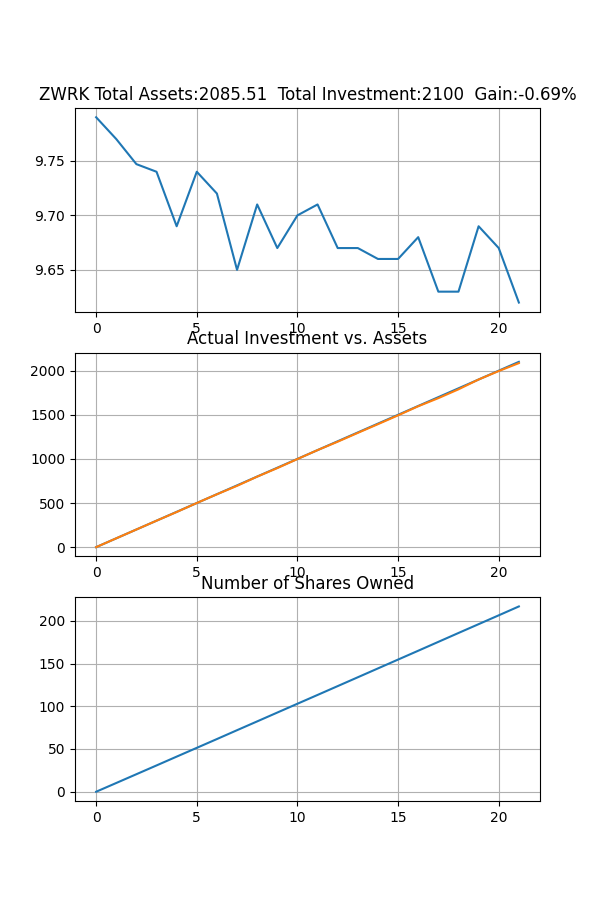 ZWRK Total Assets:2085.51  Total Investment:2100  Gain:-0.69%
9.75
9.70
9.65
0 5 10 15 20
Actual Investment vs. Assets
2000
1500
1000
500
0
0 5 10 15 20
Number of Shares Owned
200
150
100
50
0
0 5 10 15 20